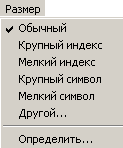 Размер
Обычный
Крупный индекс
Мелкий индекс
Крупный символ
Мелкий символ
Другой...
Определить...